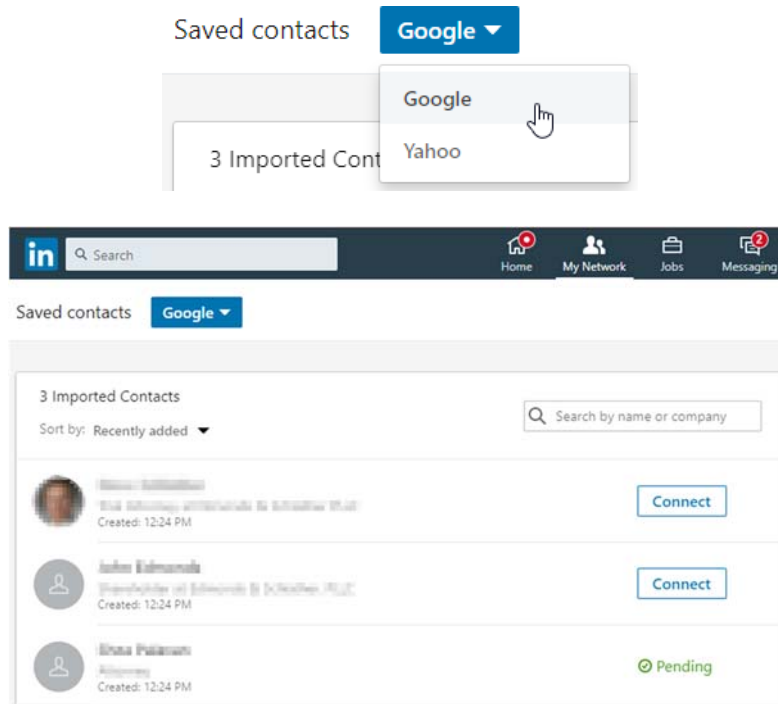 Saved contacts Google
Google
Yahoo
3 Imported Cont
in Search Home My Network Jobs 2 Messaging
Saved contacts Google
3 Imported Contacts
Sort by: Recently added
Search by name or company
Connect
Created: 12:24 PM
Connect
Created: 12:24 PM
Pending
Created: 12:24 PM